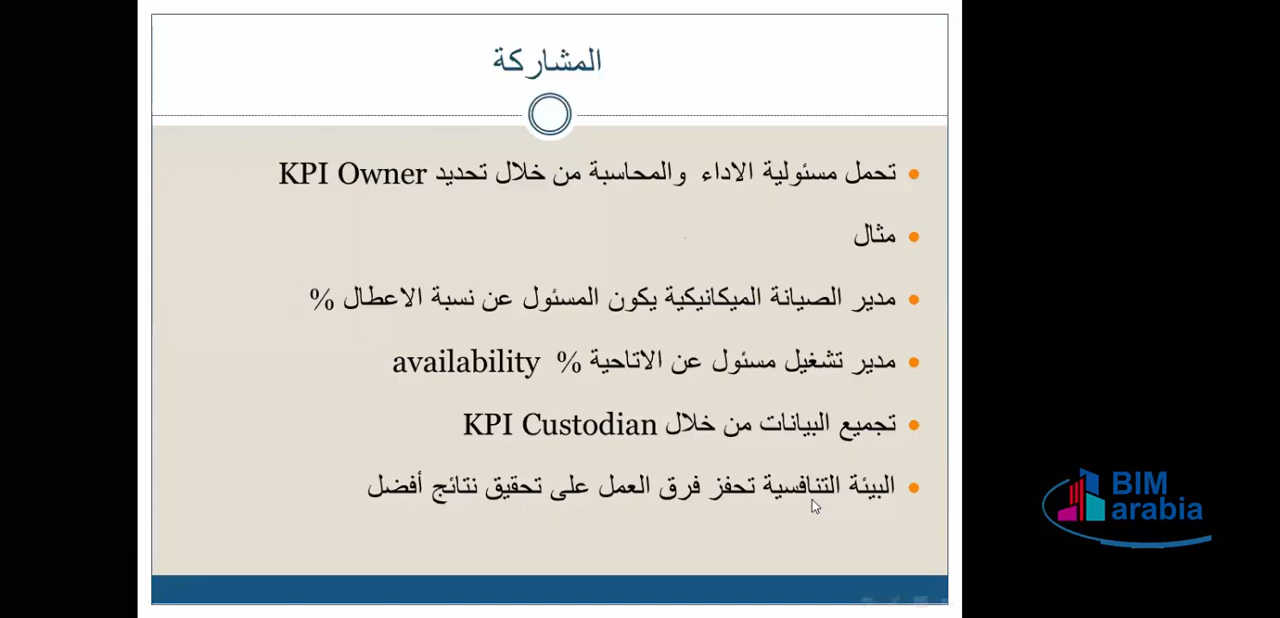 المشاركة
تحمل مسئولية الاداء والمحاسبة من خلال تحديد KPI Owner
مثال
مدير الصيانة الميكانيكية يكون المسئول عن نسبة الاعطال %
مدير تشغيل مسئول عن الاتاحية % availability
تجميع البيانات من خلال KPI Custodian
البيئة التنافسية تحفز فرق العمل على تحقيق نتائج أفضل
BIM
arabia